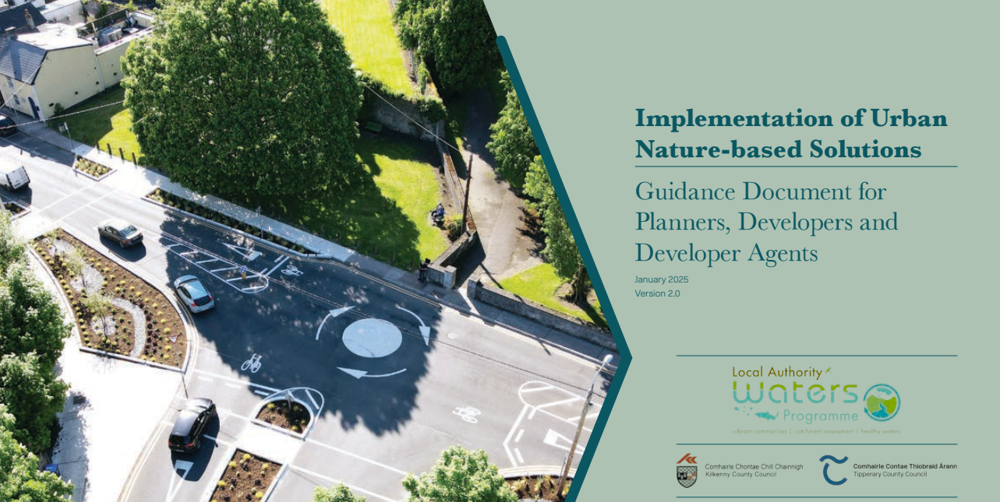 Implementation of Urban
Nature-based Solutions
Guidance Document for
Planners, Developers and
Developer Agents
January 2025
Version 2.0
Local Authority
waters
Programme
vibrant communities | catchment assessment | healthy waters
Comhairle Chontae Chill Chainnigh
Kilkenny County Council
Comhairle Contae Thiobraid Árann
Tipperary County Council